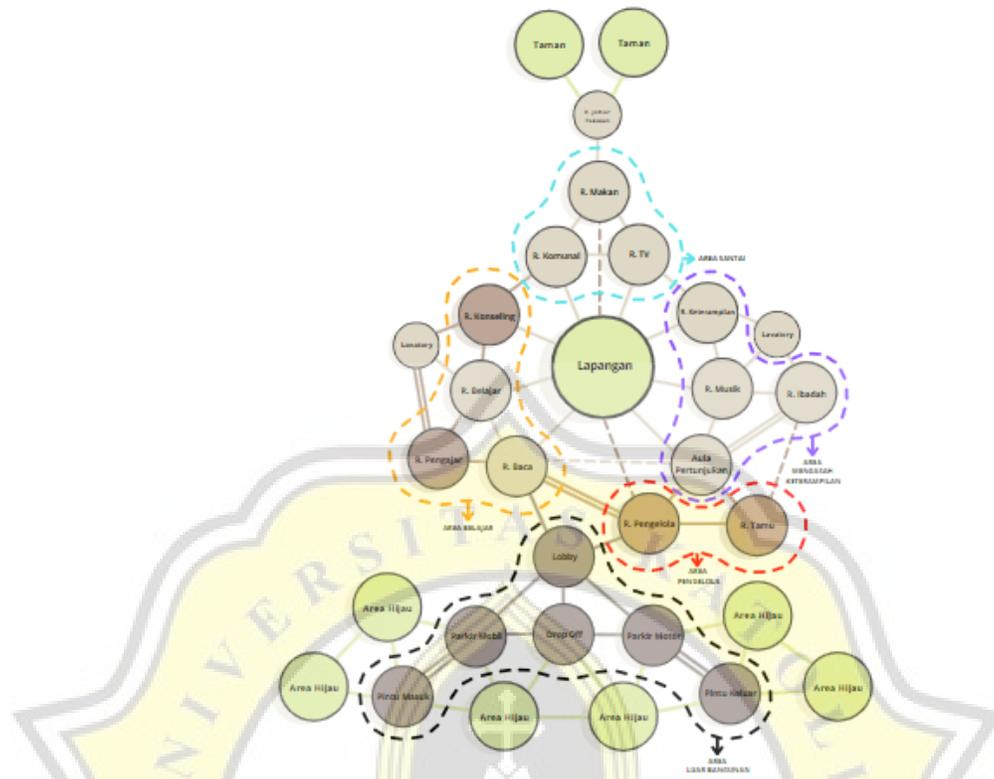 Taman
Taman
R. Makan
R. Komunal
R. TV
AREA SANTAI
R. Konseling
R. Keterampilan
Lavatory
Lavatory
Lapangan
R. Belajar
R. Musik
R. Ibadah
R. Pengajar
R. Baca
Aula
Pertunjukan
AREA
MENGASAH
KETERAMPILAN
AREA BELAJAR
R. Pengelola
R. Tamu
Lobby
AREA
PENGELOLA
Area Hijau
Area Hijau
Parkir Mobil
Drop Off
Parkir Motor
Area Hijau
Pintu Masuk
Area Hijau
Area Hijau
Pintu Keluar
Area Hijau
AREA
LUAR BANGUNAN